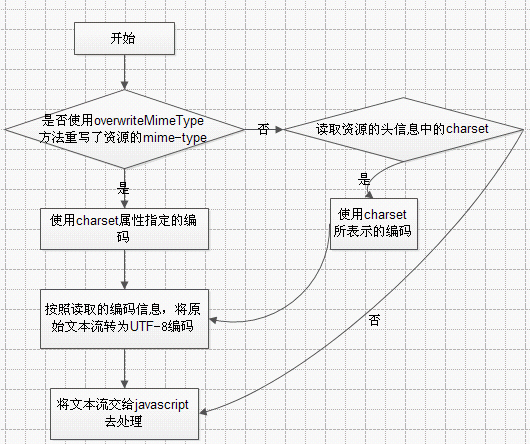 开始
是否使用overwriteMimeType
方法重写了资源的mime-type
否
读取资源的头信息中的charset
是
是
使用charset属性指定的编
码
使用charset
所表示的编码
按照读取的编码信息，将原
始文本流转为UTF-8编码
否
将文本流交给javascript
去处理